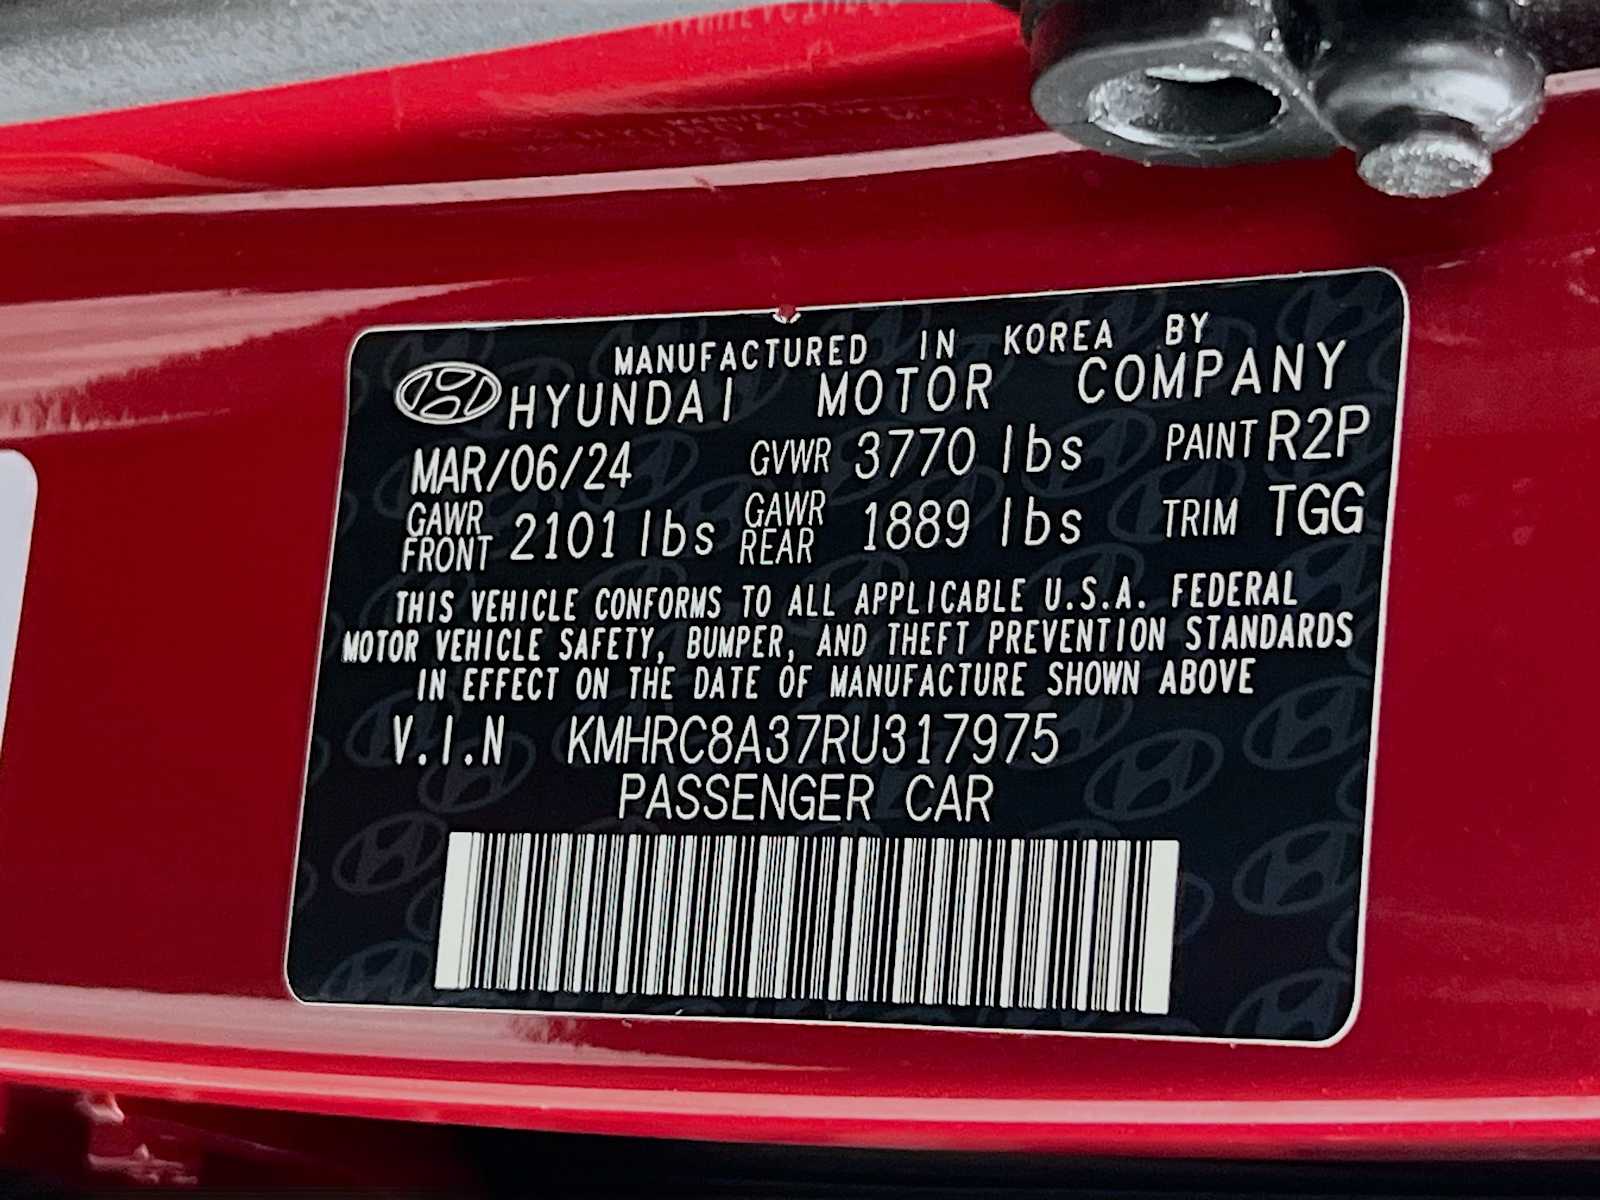 MANUFACTURED IN KOREA BY
HYUNDAI MOTOR COMPANY
MAR/06/24 GVWR 3770 lbs PAINT R2P
GAWR FRONT 2101 lbs GAWR REAR 1889 lbs TRIM TGG
THIS VEHICLE CONFORMS TO ALL APPLICABLE U.S.A. FEDERAL
MOTOR VEHICLE SAFETY, BUMPER, AND THEFT PREVENTION STANDARDS
IN EFFECT ON THE DATE OF MANUFACTURE SHOWN ABOVE
V.I.N KMHRC8A37RU317975
PASSENGER CAR